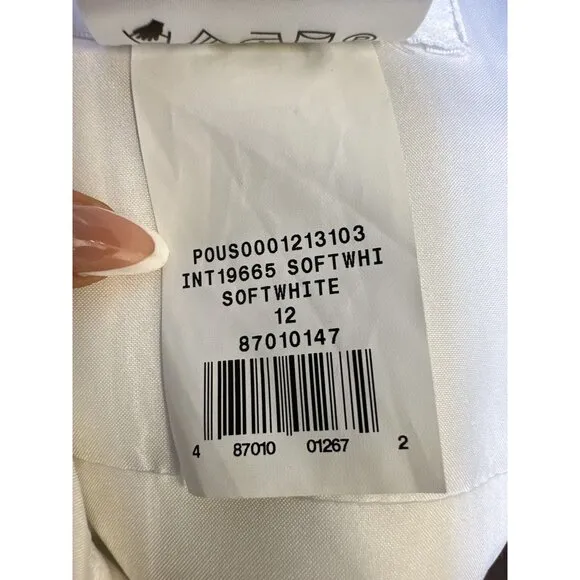 POUS0001213103
INT19665 SOFTWHI
SOFTWHITE
12
87010147
4 87010 01267 2